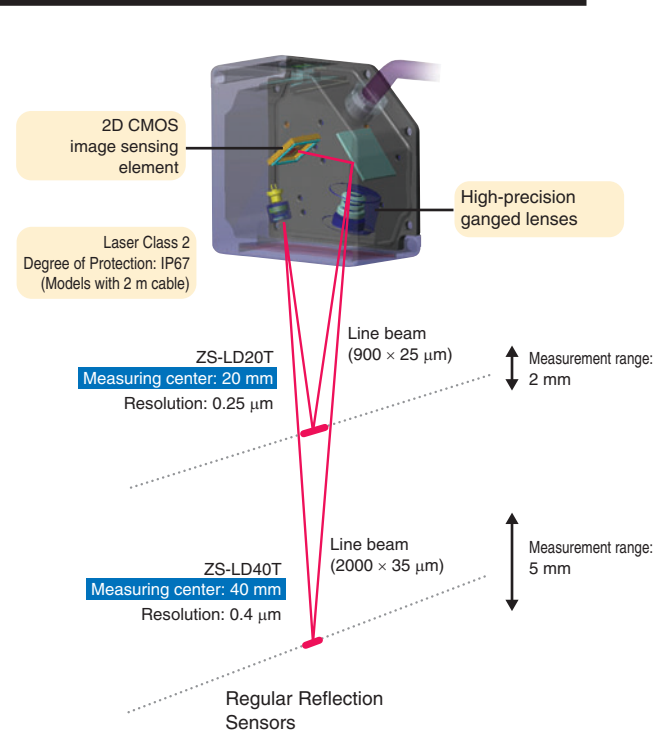 2D CMOS
image sensing
element
High-precision
ganged lenses
Laser Class 2
Degree of Protection: IP67
(Models with 2 m cable)
Line beam
(900 × 25 μm)
ZS-LD20T
Measuring center: 20 mm
Resolution: 0.25 μm
Measurement range:
2 mm
Line beam
(2000 × 35 μm)
ZS-LD40T
Measuring center: 40 mm
Resolution: 0.4 μm
Measurement range:
5 mm
Regular Reflection
Sensors